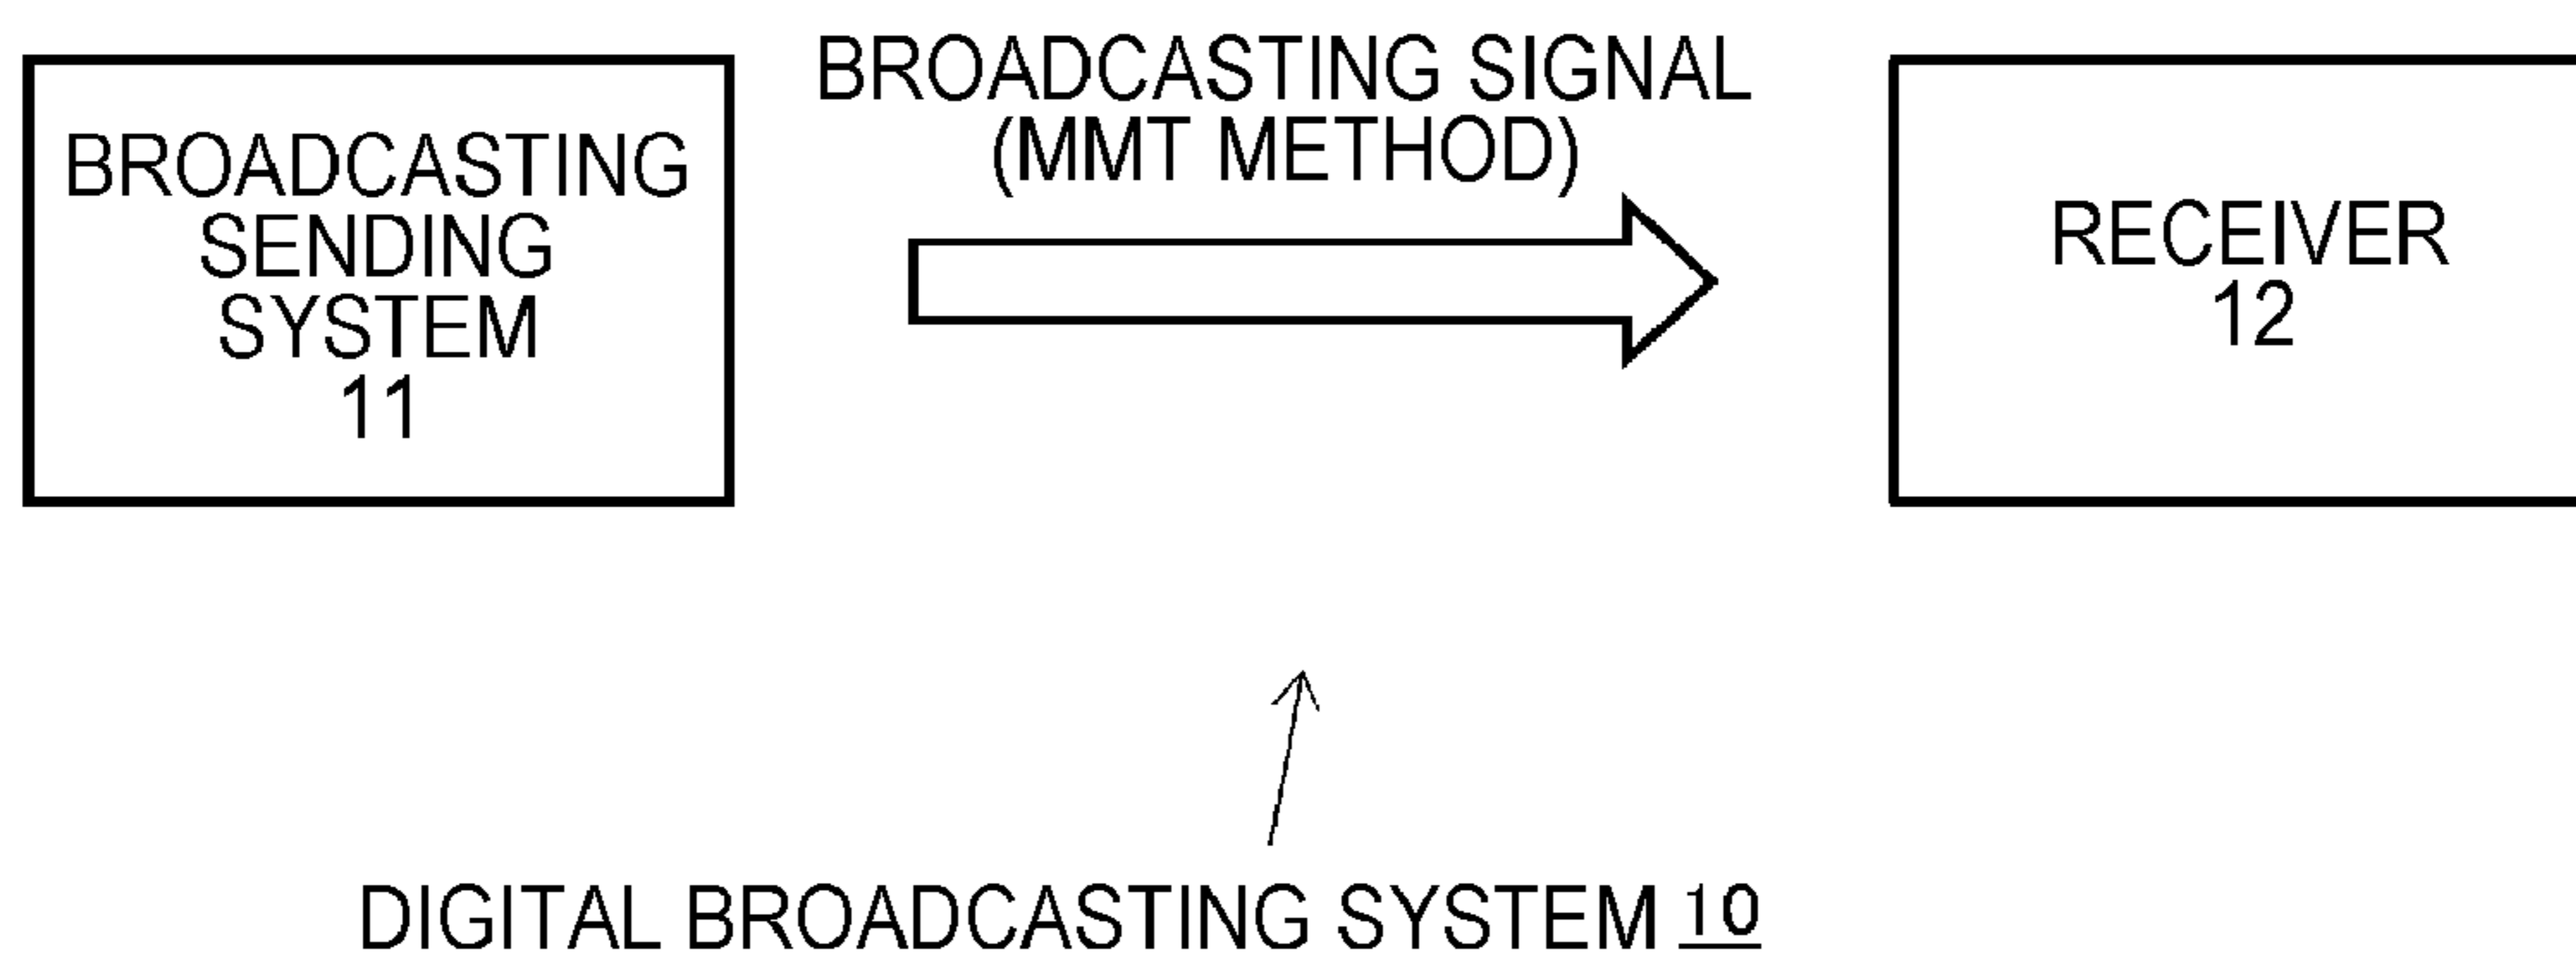 BROADCASTING
SENDING
SYSTEM
11
BROADCASTING SIGNAL
(MMT METHOD)
RECEIVER
12
DIGITAL BROADCASTING SYSTEM 10